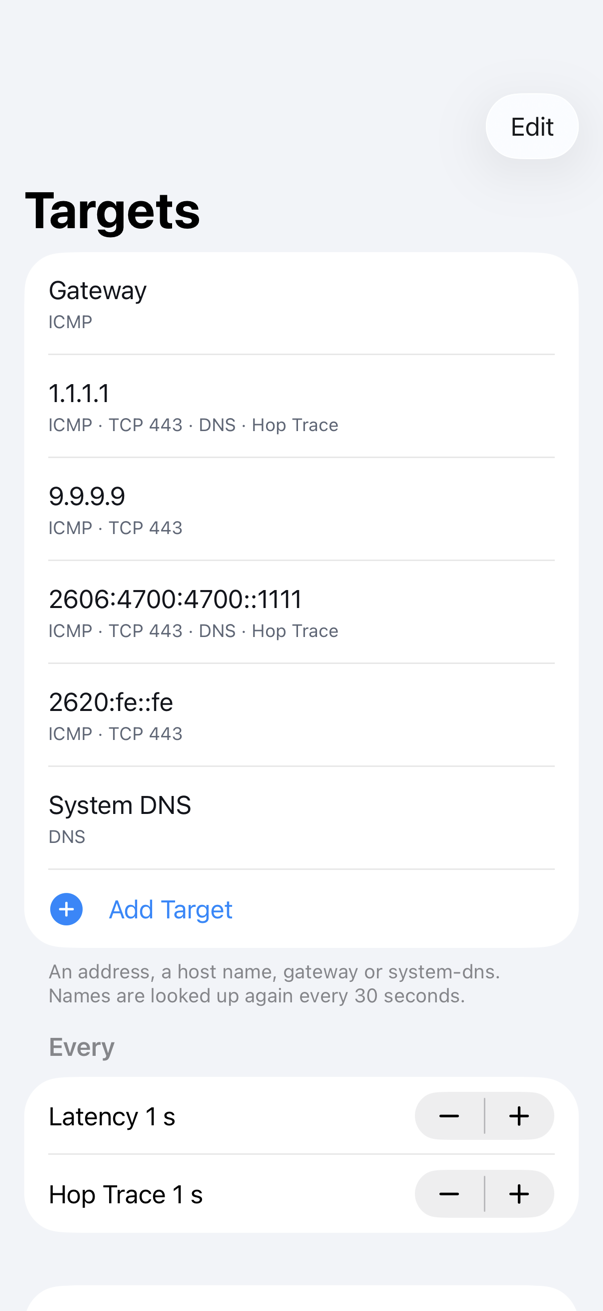 Edit
Targets
Gateway
ICMP
1.1.1.1
ICMP · TCP 443 · DNS · Hop Trace
9.9.9.9
ICMP · TCP 443
2606:4700:4700::1111
ICMP · TCP 443 · DNS · Hop Trace
2620:fe::fe
ICMP · TCP 443
System DNS
DNS
Add Target
An address, a host name, gateway or system-dns.
Names are looked up again every 30 seconds.
Every
Latency 1 s
Hop Trace 1 s